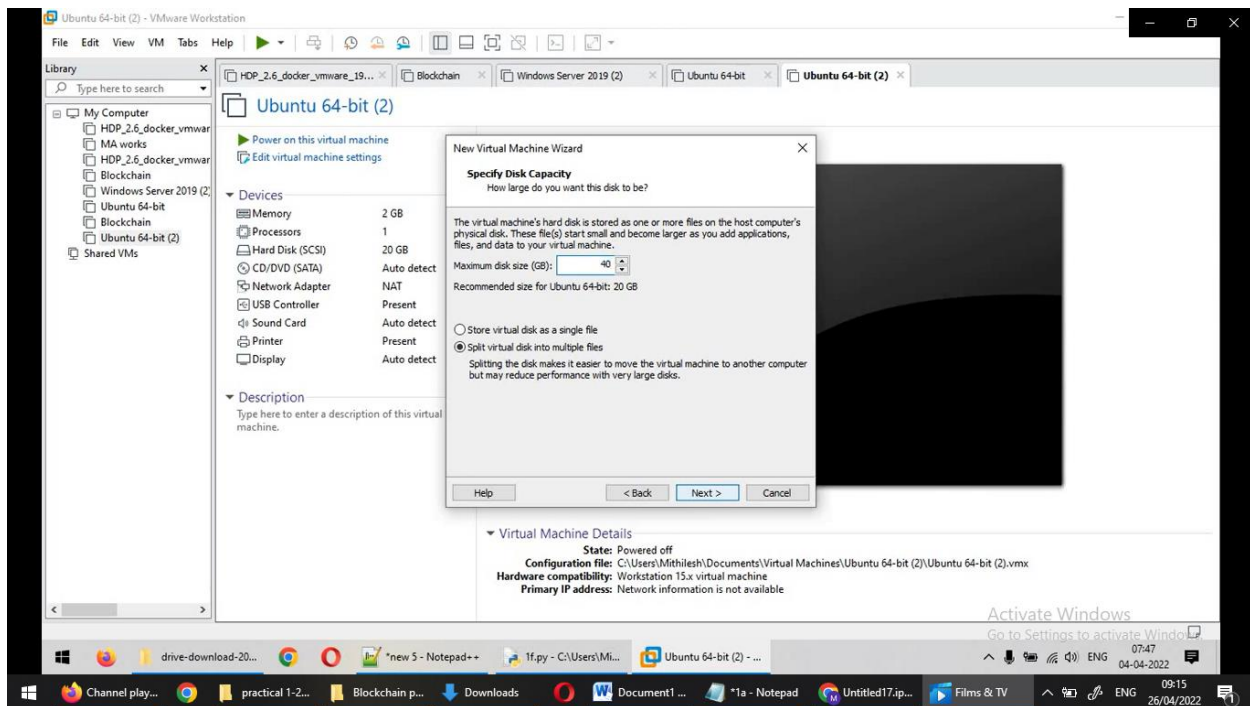 Ubuntu 64-bit (2) - VMware Workstation
File Edit View VM Tabs Help
Library
Type here to search
My Computer
HDP_2.6_docker_vmwar
MA works
HDP_2.6_docker_vmwar
Blockchain
Windows Server 2019 (2)
Ubuntu 64-bit
Blockchain
Ubuntu 64-bit (2)
Shared VMs
HDP_2.6_docker_vmware_19... Blockchain Windows Server 2019 (2) Ubuntu 64-bit Ubuntu 64-bit (2)
Ubuntu 64-bit (2)
Power on this virtual machine
Edit virtual machine settings
Devices
Memory 2 GB
Processors 1
Hard Disk (SCSI) 20 GB
CD/DVD (SATA) Auto detect
Network Adapter NAT
USB Controller Present
Sound Card Auto detect
Printer Present
Display Auto detect
Description
Type here to enter a description of this virtual
machine.
New Virtual Machine Wizard
Specify Disk Capacity
How large do you want this disk to be?
The virtual machine's hard disk is stored as one or more files on the host computer's
physical disk. These file(s) start small and become larger as you add applications,
files, and data to your virtual machine.
Maximum disk size (GB): 40
Recommended size for Ubuntu 64-bit: 20 GB
Store virtual disk as a single file
Split virtual disk into multiple files
Splitting the disk makes it easier to move the virtual machine to another computer
but may reduce performance with very large disks.
Help < Back Next > Cancel
Virtual Machine Details
State: Powered off
Configuration file: C:\Users\Mithilesh\Documents\Virtual Machines\Ubuntu 64-bit (2)\Ubuntu 64-bit (2).vmx
Hardware compatibility: Workstation 15.x virtual machine
Primary IP address: Network information is not available
Activate Windows
Go to Settings to activate Windows
drive-download-20... *new 5 - Notepad++ 1f.py - C:\Users\Mi... Ubuntu 64-bit (2) - ... ENG 07:47
04-04-2022
Channel play... practical 1-2... Blockchain p... Downloads Document1 ... *1a - Notepad Untitled17.ip... Films & TV ENG 09:15
26/04/2022